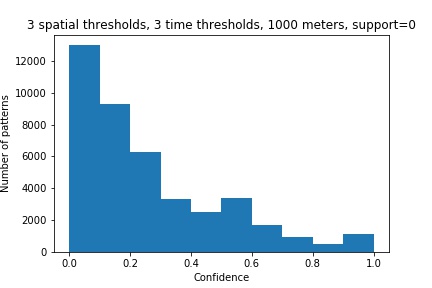 3 spatial thresholds, 3 time thresholds, 1000 meters, support=0
12000
10000
8000
6000
4000
2000
0
Number of patterns
0.0 0.2 0.4 0.6 0.8 1.0
Confidence